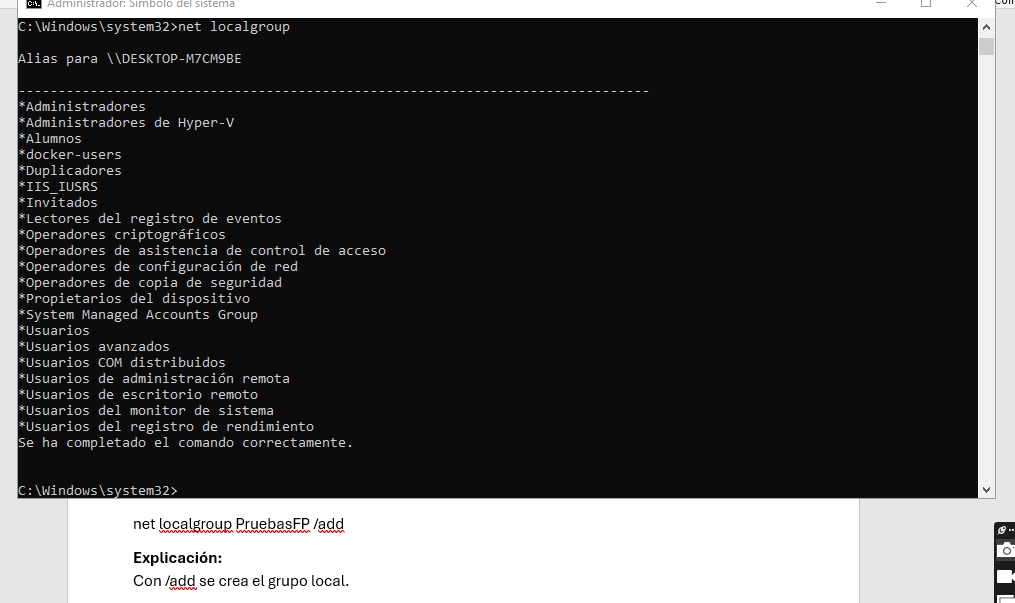 Administrador: Símbolo del sistema
C:\Windows\system32>net localgroup
Alias para \\DESKTOP-M7CM9BE
-------------------------------------------------------------------------------
*Administradores
*Administradores de Hyper-V
*Alumnos
*docker-users
*Duplicadores
*IIS_IUSRS
*Invitados
*Lectores del registro de eventos
*Operadores criptográficos
*Operadores de asistencia de control de acceso
*Operadores de configuración de red
*Operadores de copia de seguridad
*Propietarios del dispositivo
*System Managed Accounts Group
*Usuarios
*Usuarios avanzados
*Usuarios COM distribuidos
*Usuarios de administración remota
*Usuarios de escritorio remoto
*Usuarios del monitor de sistema
*Usuarios del registro de rendimiento
Se ha completado el comando correctamente.
C:\Windows\system32>
net localgroup PruebasFP /add
Explicación:
Con /add se crea el grupo local.